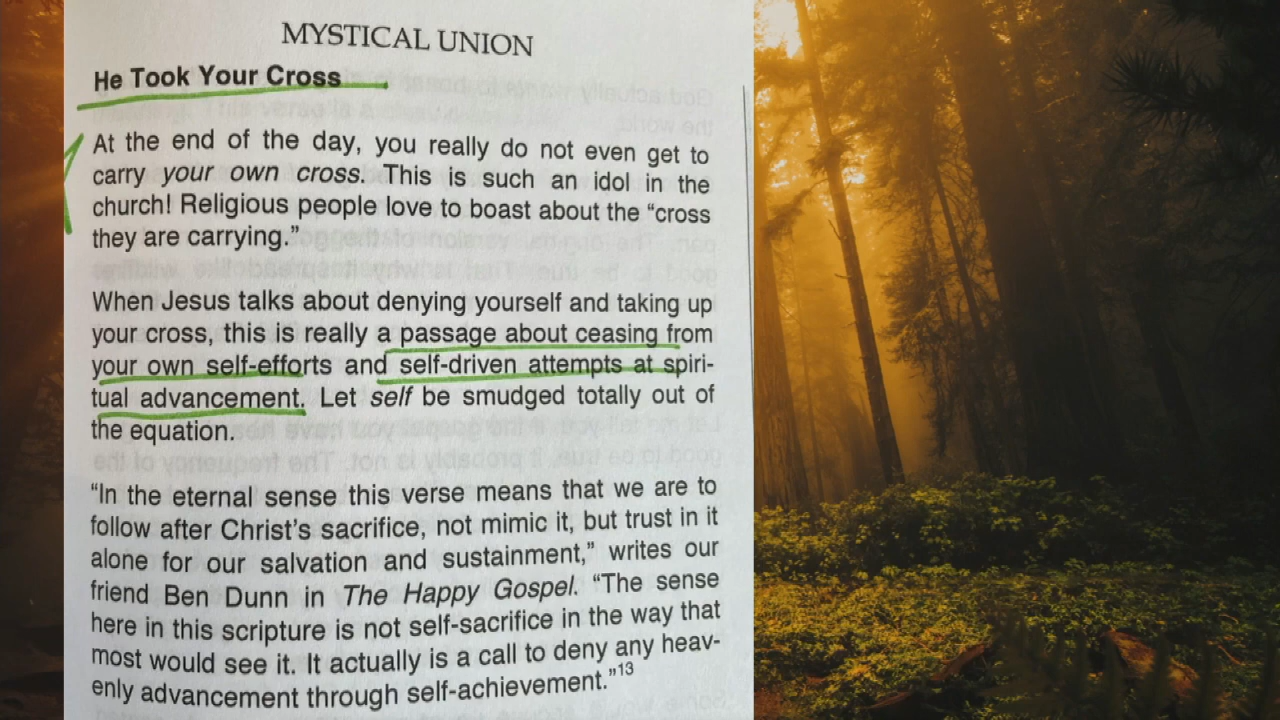 MYSTICAL UNION
He Took Your Cross
At the end of the day, you really do not even get to
carry your own cross. This is such an idol in the
church! Religious people love to boast about the “cross
they are carrying.”
When Jesus talks about denying yourself and taking up
your cross, this is really a passage about ceasing from
your own self-efforts and self-driven attempts at spiri-
tual advancement. Let self be smudged totally out of
the equation.
“In the eternal sense this verse means that we are to
follow after Christ’s sacrifice, not mimic it, but trust in it
alone for our salvation and sustainment,” writes our
friend Ben Dunn in The Happy Gospel. “The sense
here in this scripture is not self-sacrifice in the way that
most would see it. It actually is a call to deny any heav-
enly advancement through self-achievement.”13